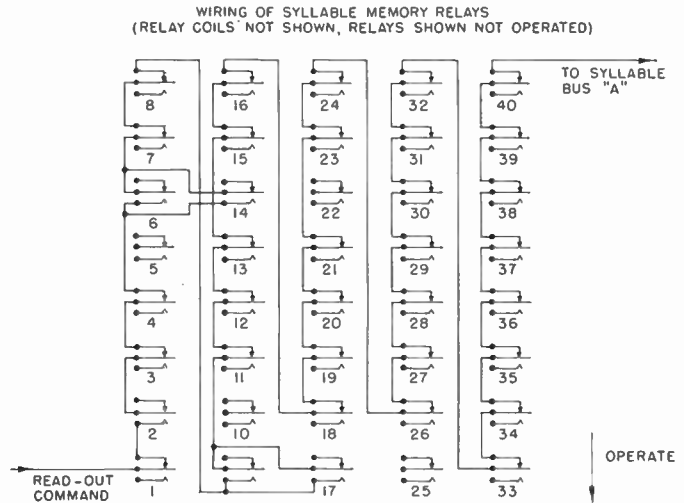 WIRING OF SYLLABLE MEMORY RELAYS
(RELAY COILS NOT SHOWN, RELAYS SHOWN NOT OPERATED)
TO SYLLABLE
BUS "A"
8 16 24 32 40
7 15 23 31 39
6 14 22 30 38
5 13 21 29 37
4 12 20 28 36
3 11 19 27 35
2 10 18 26 34
1 9 17 25 33
READ-OUT
COMMAND
OPERATE